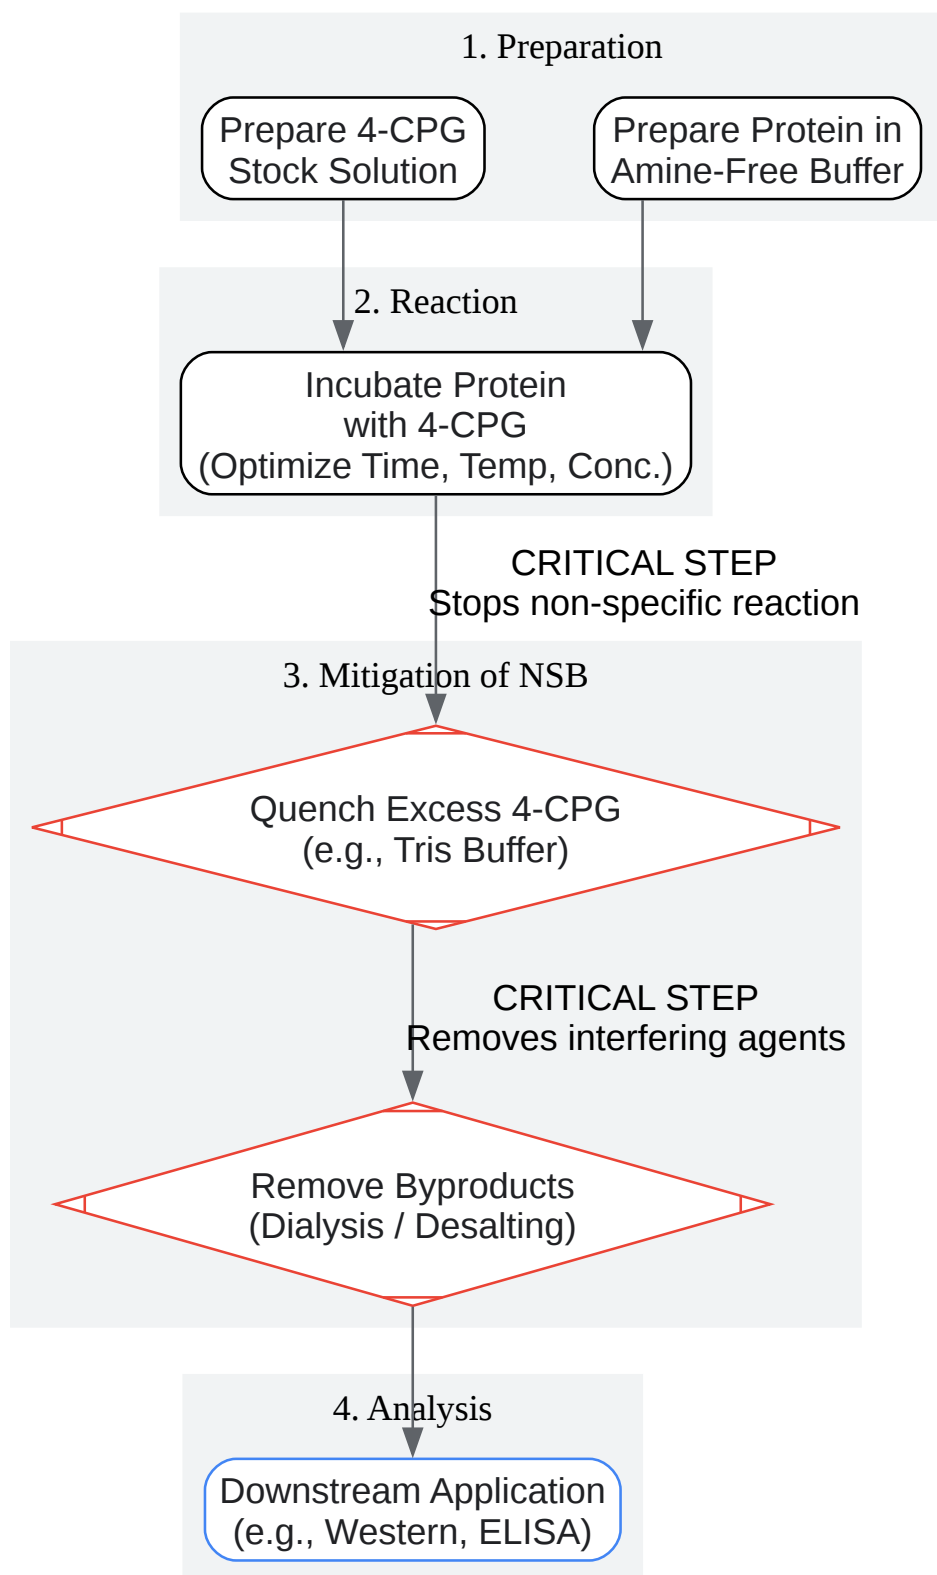 1. Preparation
Prepare 4-CPG
Stock Solution
Prepare Protein in
Amine-Free Buffer
2. Reaction
Incubate Protein
with 4-CPG
(Optimize Time, Temp, Conc.)
CRITICAL STEP
Stops non-specific reaction
3. Mitigation of NSB
Quench Excess 4-CPG
(e.g., Tris Buffer)
CRITICAL STEP
Removes interfering agents
Remove Byproducts
(Dialysis / Desalting)
4. Analysis
Downstream Application
(e.g., Western, ELISA)